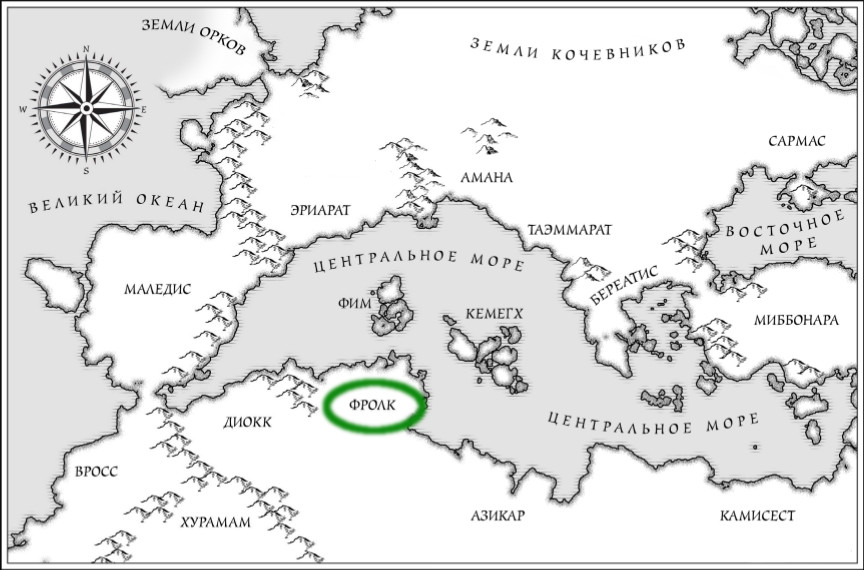 ЗЕМЛИ ОРКОВ
ЗЕМЛИ КОЧЕВНИКОВ
N
W
E
S
САРМАС
АМАНА
ВЕЛИКИЙ ОКЕАН
ЭРИАРАТ
ТАЭММАРАТ
ВОСТОЧНОЕ
МОРЕ
ЦЕНТРАЛЬНОЕ МОРЕ
БЕРЕАТИС
МАЛЕДИС
ФИМ
КЕМЕГХ
МИББОНАРА
ФРОЛК
ДИОКК
ЦЕНТРАЛЬНОЕ МОРЕ
ВРОСС
ХУРАМАМ
АЗИКАР
КАМИСЕСТ